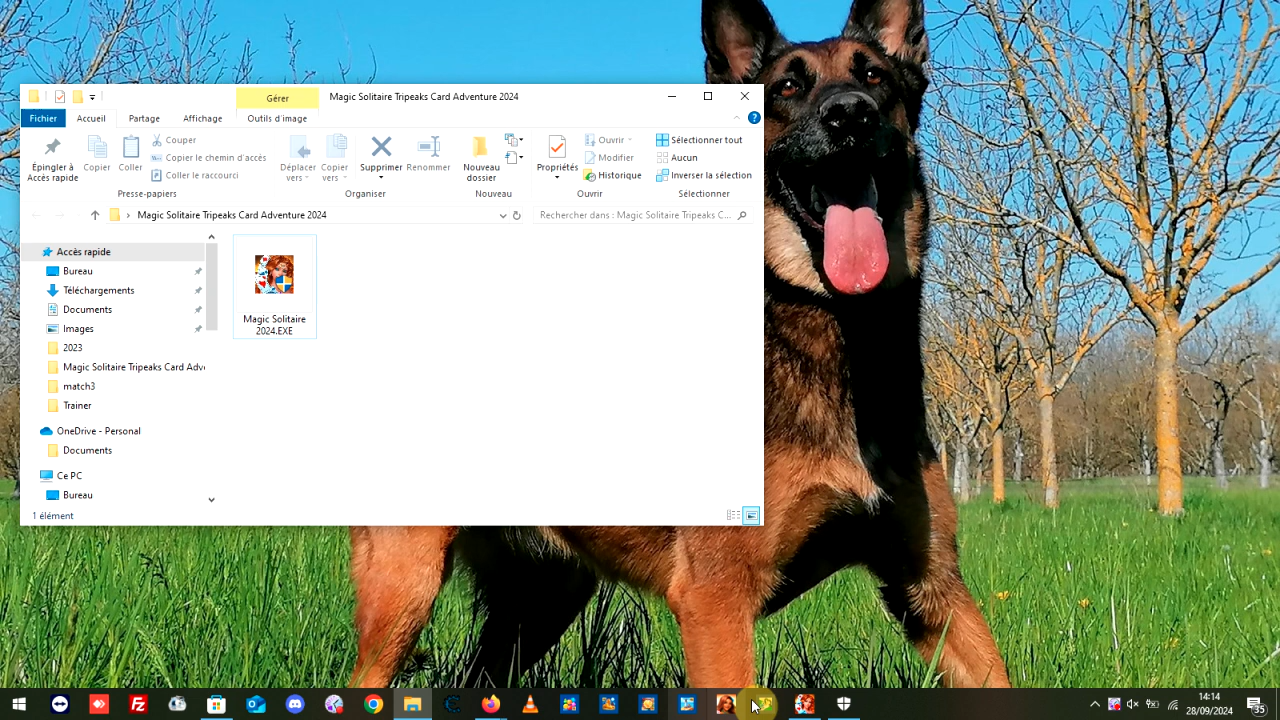 Gérer
Magic Solitaire Tripeaks Card Adventure 2024
Fichier
Accueil
Partage
Affichage
Outils d'image
Épingler à
Accès rapide
Copier
Coller
Couper
Copier le chemin d'accès
Coller le raccourci
Presse-papiers
Déplacer
vers
Copier
vers
Supprimer
Renommer
Organiser
Nouveau
dossier
Nouveau
Propriétés
Ouvrir
Modifier
Historique
Ouvrir
Sélectionner tout
Aucun
Inverser la sélection
Sélectionner
Magic Solitaire Tripeaks Card Adventure 2024
Rechercher dans : Magic Solitaire Tripeaks C...
Accès rapide
Bureau
Téléchargements
Documents
Images
2023
Magic Solitaire Tripeaks Card Adv
match3
Trainer
OneDrive - Personal
Documents
Ce PC
Bureau
Magic Solitaire
2024.EXE
1 élément
14:14
28/09/2024
35